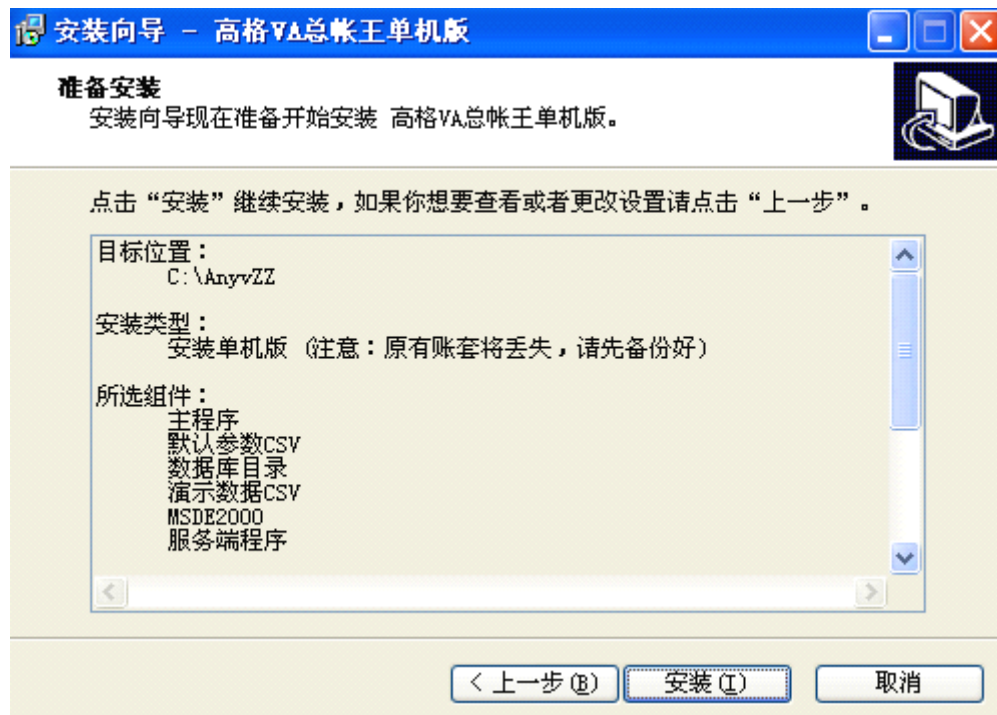 安装向导 - 高格VA总帐王单机版
准备安装
安装向导现在准备开始安装 高格VA总帐王单机版。
点击“安装”继续安装，如果你想要查看或者更改设置请点击“上一步”。
目标位置：
C:\AnyvZZ
安装类型：
安装单机版（注意：原有账套将丢失，请先备份好）
所选组件：
主程序
默认参数CSV
数据库目录
演示数据CSV
MSDE2000
服务端程序
< 上一步(B) 安装(I) 取消